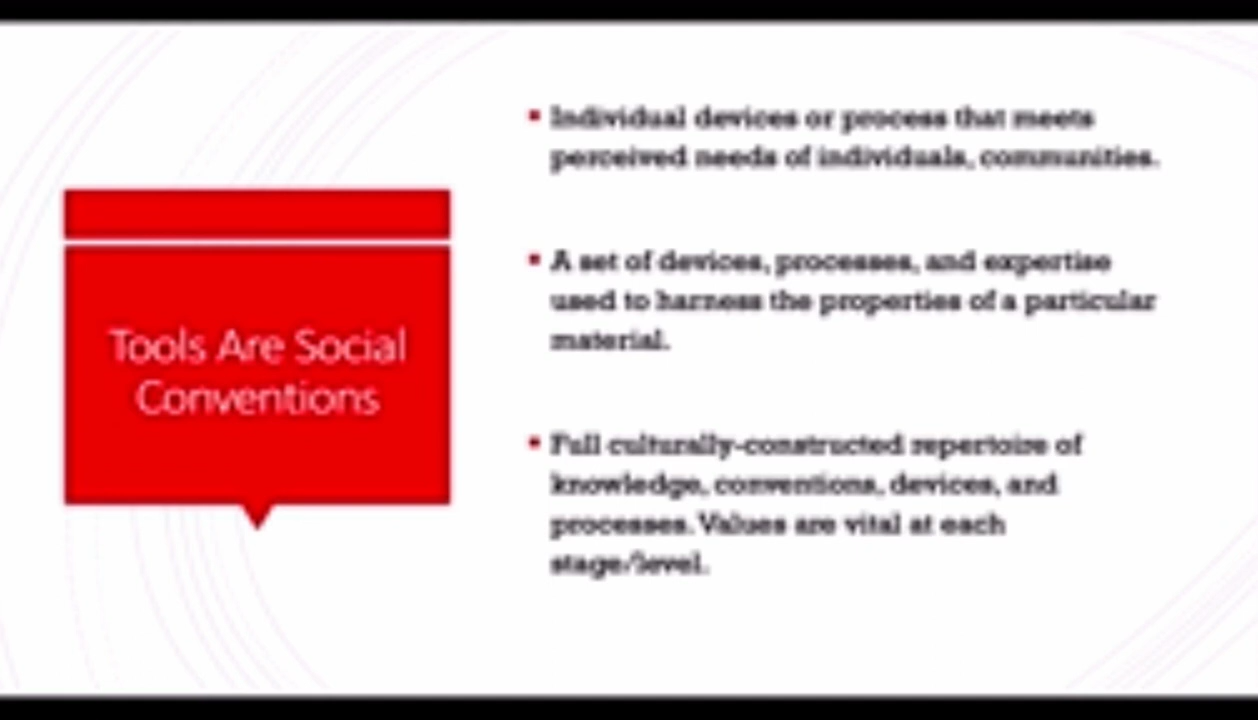 Tools Are Social
Conventions
Individual devices or process that meets
perceived needs of individuals, communities.
A set of devices, processes, and expertise
used to harness the properties of a particular
material.
Full culturally-constructed repertoire of
knowledge, conventions, devices, and
processes. Values are vital at each
stage/level.